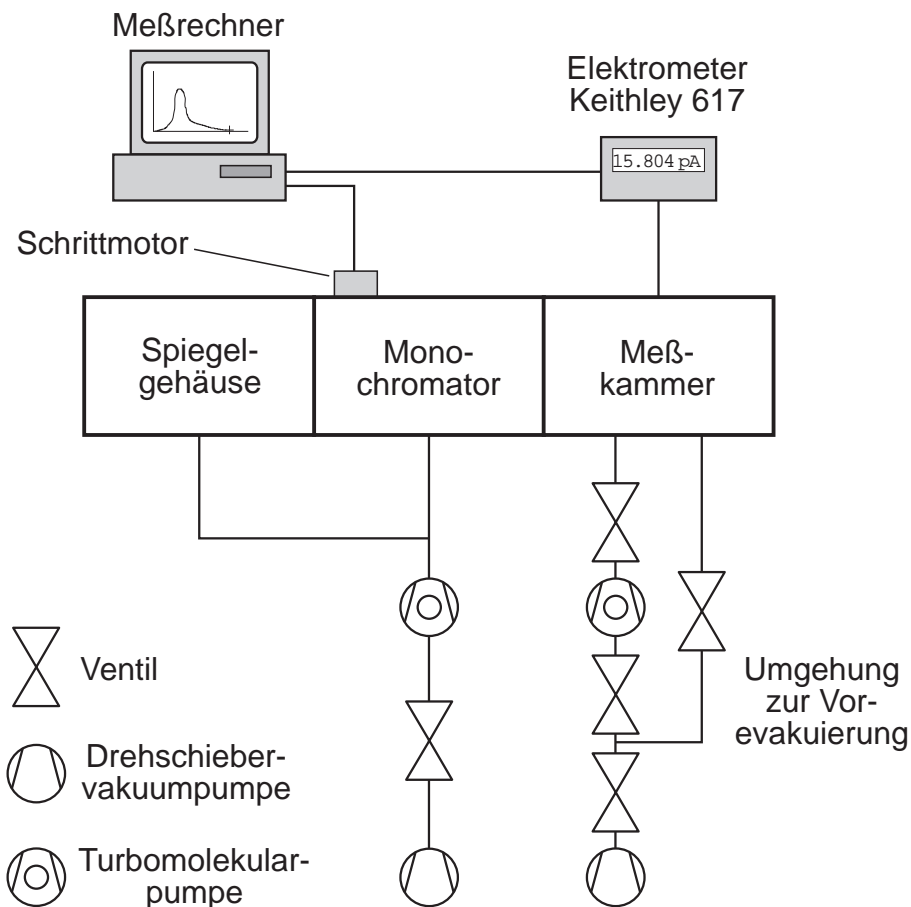 Meßrechner
Elektrometer
Keithley 617
15.804 pA
Schrittmotor
Spiegel-
gehäuse
Mono-
chromator
Meß-
kammer
Ventil
Umgehung
zur Vor-
evakuierung
Drehschieber-
vakuumpumpe
Turbomolekular-
pumpe